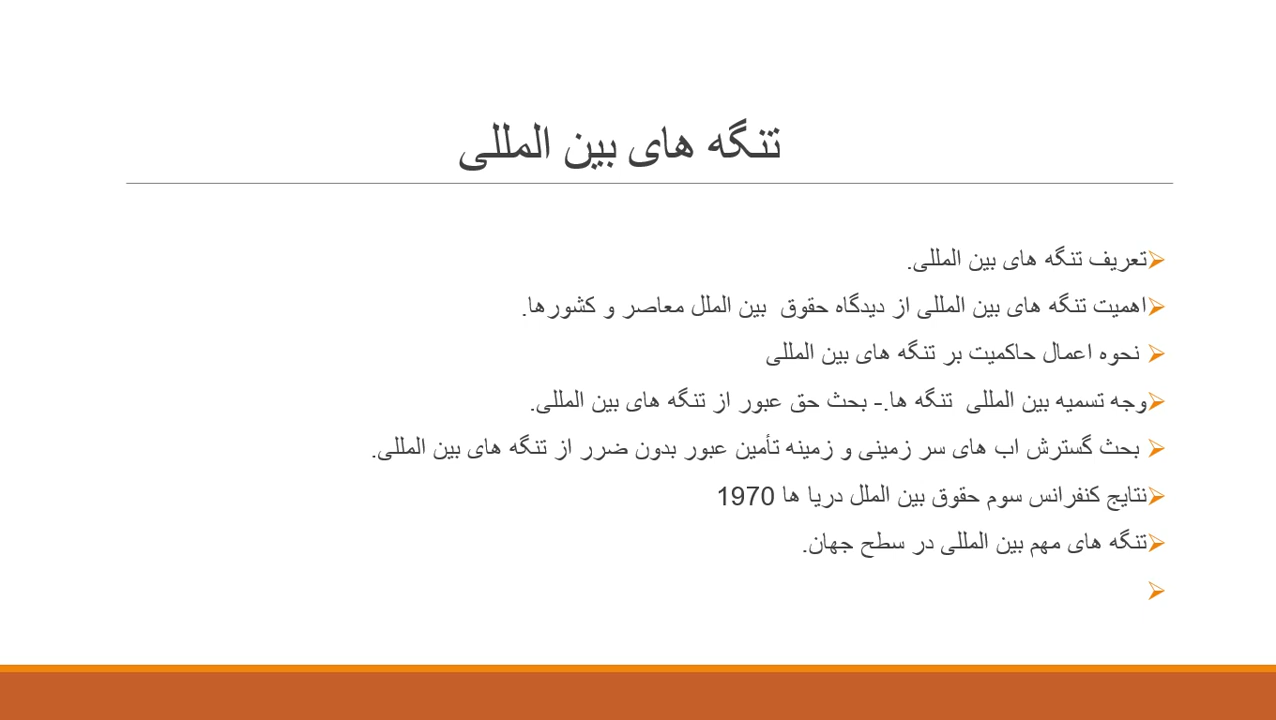 تنگه های بین المللی
تعریف تنگه های بین المللی.
اهمیت تنگه های بین المللی از دیدگاه حقوق  بین الملل معاصر و کشورها.
نحوه اعمال حاکمیت بر تنگه های بین المللی
وجه تسمیه بین المللی  تنگه ها.- بحث حق عبور از تنگه های بین المللی.
بحث گسترش اب های سر زمینی و زمینه تأمین عبور بدون ضرر از تنگه های بین المللی.
نتایج کنفرانس سوم حقوق بین الملل دریا ها 1970
تنگه های مهم بین المللی در سطح جهان.